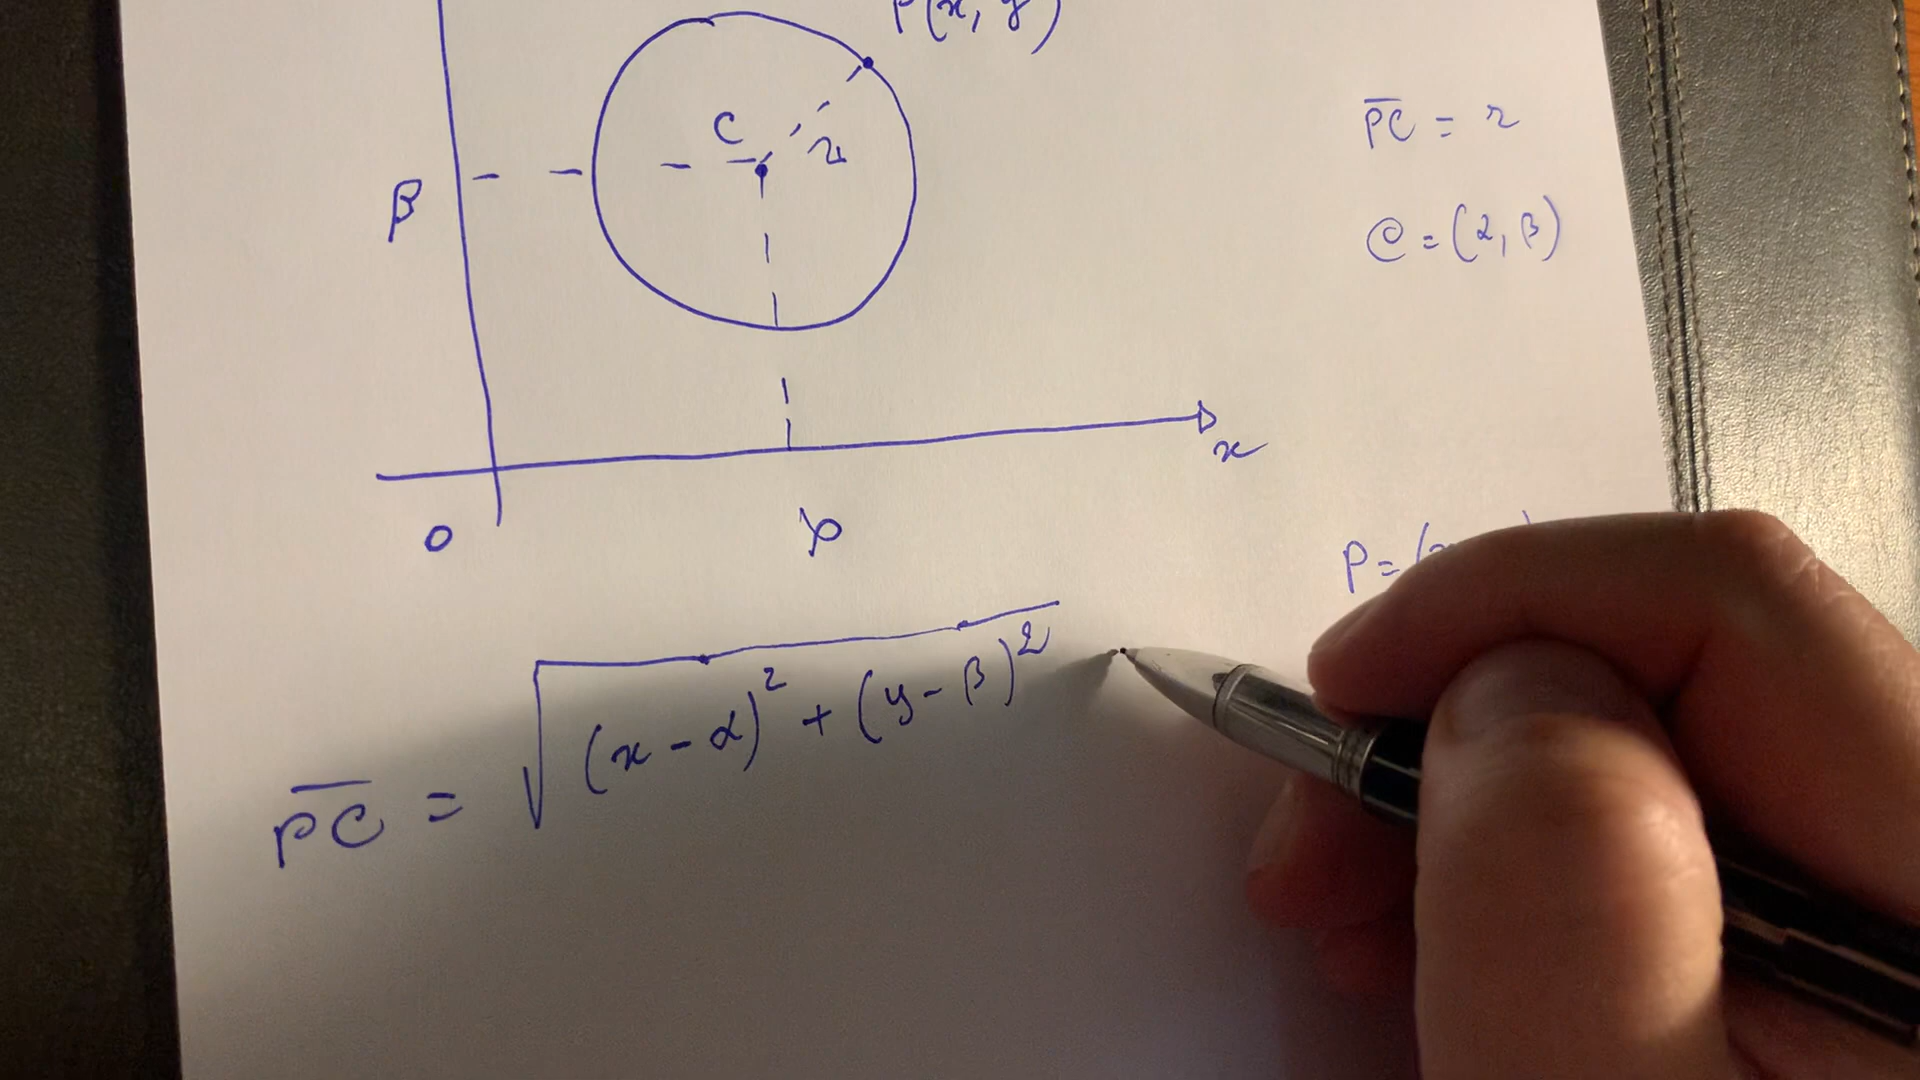 P(x, y)
C
r
β
x
O
α
PC = r
C = (α, β)
P = (x
PC = √(x - α)² + (y - β)²